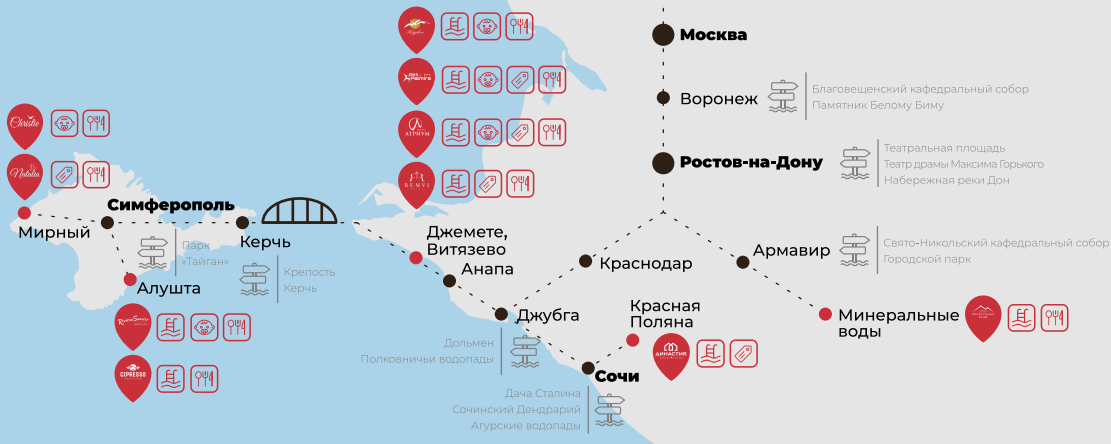 Москва
Воронеж
Благовещенский кафедральный собор
Памятник Белому Биму
Ростов-на-Дону
Театральная площадь
Театр драмы Максима Горького
Набережная реки Дон
Christie
Natalia
АТРИУМ
BEMVI
Мирный
Симферополь
Парк
«Тайган»
Алушта
Керчь
Крепость
Керчь
Джемете,
Витязево
Анапа
Джубга
Дольмен
Полковничьи водопады
Краснодар
Армавир
Свято-Никольский кафедральный собор
Городской парк
Минеральные
воды
Красная
Поляна
ДИНАСТИЯ
Сочи
Дача Сталина
Сочинский Дендрарий
Агурские водопады
CIPRESSO